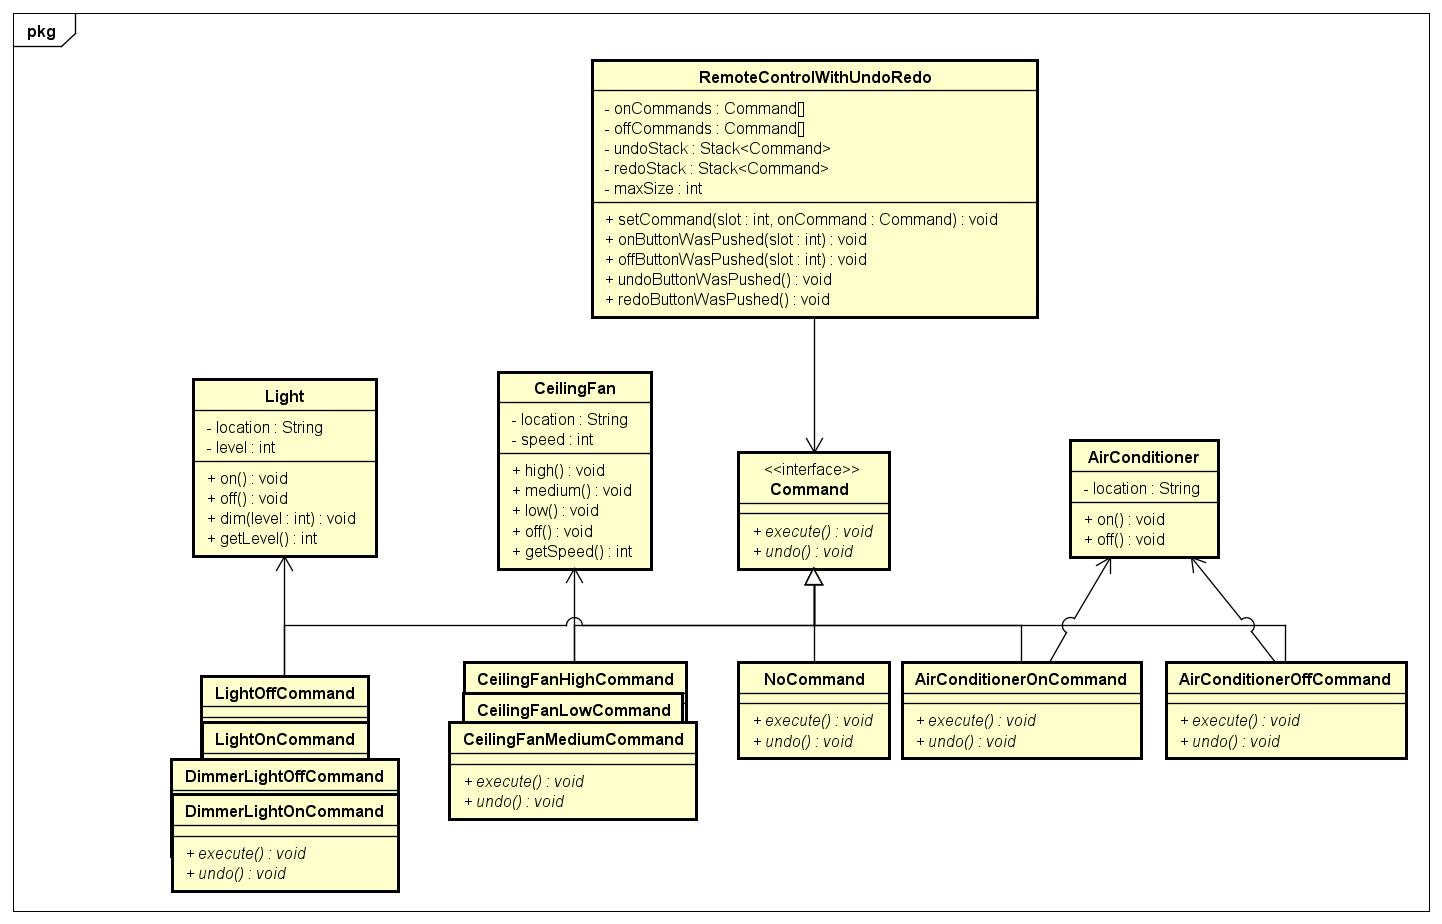 pkg
RemoteControlWithUndoRedo
- onCommands : Command[]
- offCommands : Command[]
- undoStack : Stack<Command>
- redoStack : Stack<Command>
- maxSize : int
+ setCommand(slot : int, onCommand : Command) : void
+ onButtonWasPushed(slot : int) : void
+ offButtonWasPushed(slot : int) : void
+ undoButtonWasPushed() : void
+ redoButtonWasPushed() : void
Light
- location : String
- level : int
+ on() : void
+ off() : void
+ dim(level : int) : void
+ getLevel() : int
CeilingFan
- location : String
- speed : int
+ high() : void
+ medium() : void
+ low() : void
+ off() : void
+ getSpeed() : int
<<interface>>
Command
+ execute() : void
+ undo() : void
AirConditioner
- location : String
+ on() : void
+ off() : void
LightOffCommand
LightOnCommand
DimmerLightOffCommand
DimmerLightOnCommand
+ execute() : void
+ undo() : void
CeilingFanHighCommand
CeilingFanLowCommand
CeilingFanMediumCommand
+ execute() : void
+ undo() : void
NoCommand
+ execute() : void
+ undo() : void
AirConditionerOnCommand
+ execute() : void
+ undo() : void
AirConditionerOffCommand
+ execute() : void
+ undo() : void